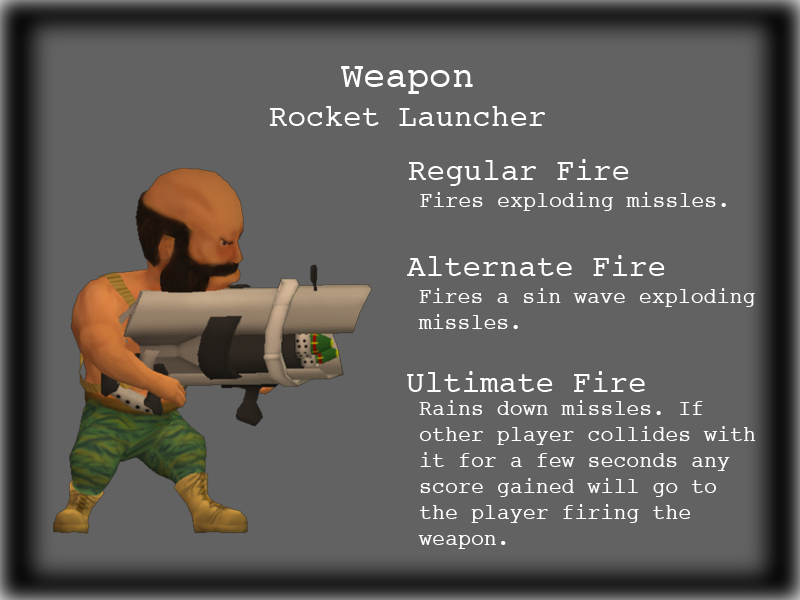 Weapon
Rocket Launcher
Regular Fire
Fires exploding missles.
Alternate Fire
Fires a sin wave exploding
missles.
Ultimate Fire
Rains down missles. If
other player collides with
it for a few seconds any
score gained will go to
the player firing the
weapon.